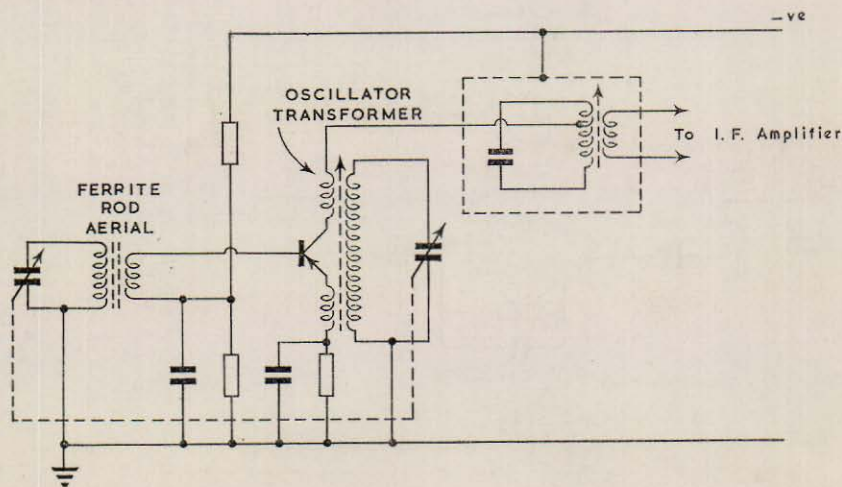 -ve
OSCILLATOR
TRANSFORMER
To I.F. Amplifier
FERRITE
ROD
AERIAL